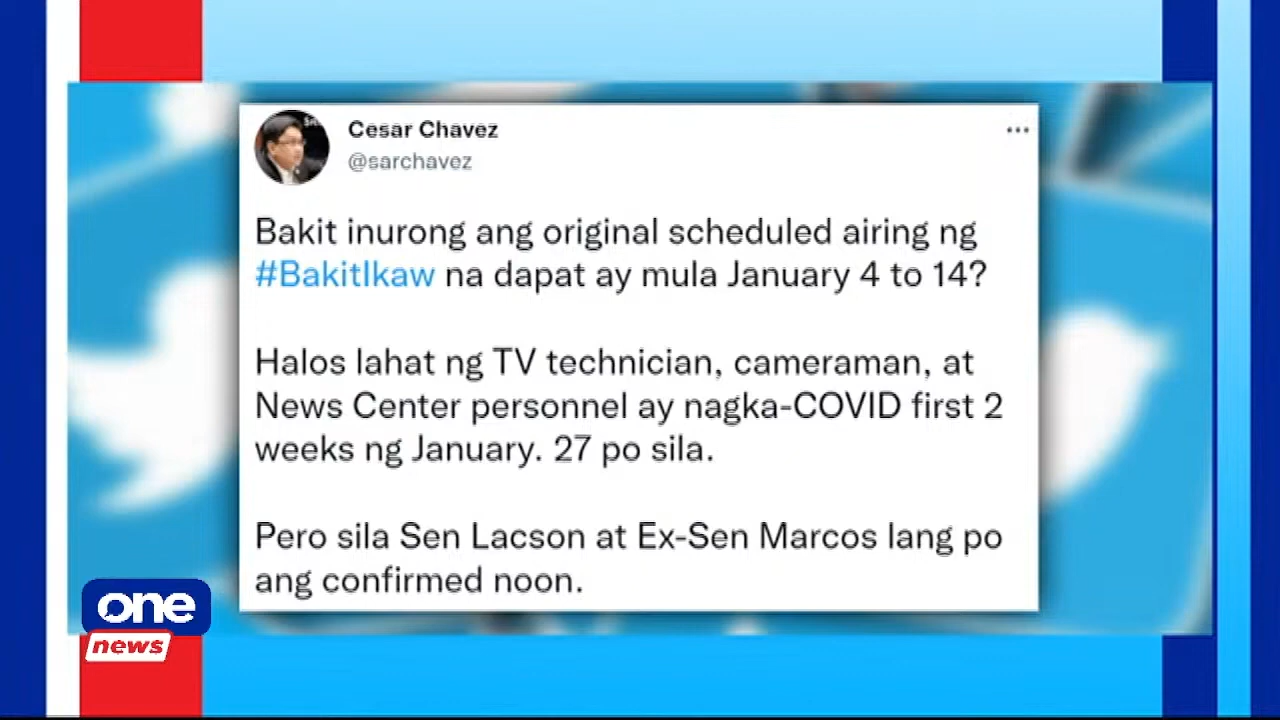 Cesar Chavez
@sarchavez
Bakit inurong ang original scheduled airing ng
#BakitIkaw na dapat ay mula January 4 to 14?
Halos lahat ng TV technician, cameraman, at
News Center personnel ay nagka-COVID first 2
weeks ng January. 27 po sila.
Pero sila Sen Lacson at Ex-Sen Marcos lang po
ang confirmed noon.
one
news